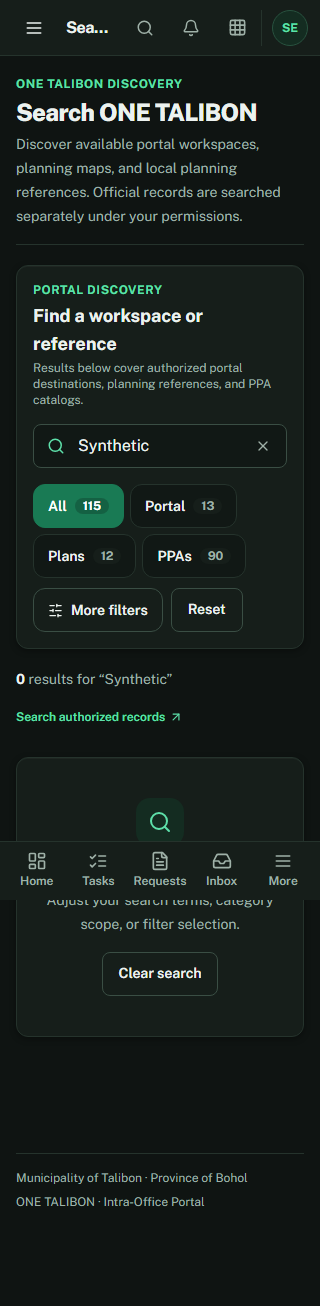 Sea...
SE
ONE TALIBON DISCOVERY
Search ONE TALIBON
Discover available portal workspaces,
planning maps, and local planning
references. Official records are searched
separately under your permissions.
PORTAL DISCOVERY
Find a workspace or
reference
Results below cover authorized portal
destinations, planning references, and PPA
catalogs.
Synthetic
All 115 Portal 13
Plans 12 PPAs 90
More filters Reset
0 results for “Synthetic”
Search authorized records
Home Tasks Requests Inbox More
Adjust your search terms, category
scope, or filter selection.
Clear search
Municipality of Talibon · Province of Bohol
ONE TALIBON · Intra-Office Portal